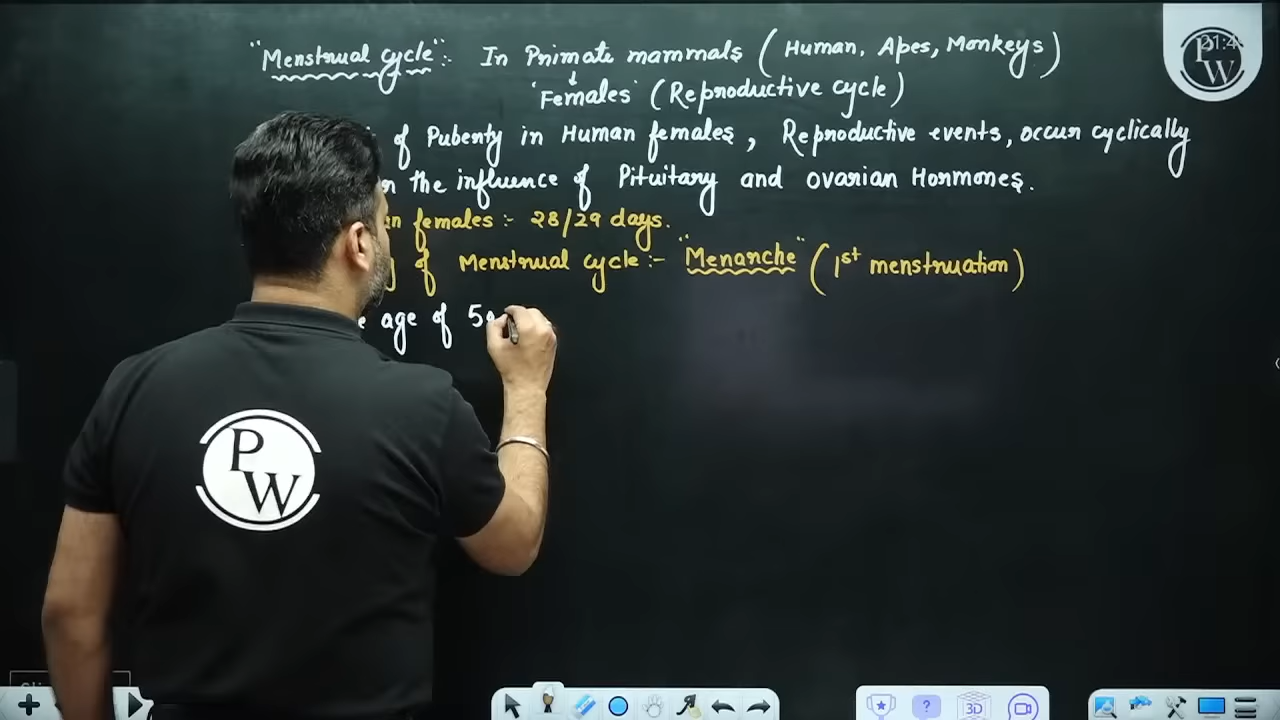 "Menstrual cycle":- In Primate mammals (Human, Apes, Monkeys)
'Females' (Reproductive cycle)
of Puberty in Human females, Reproductive events, occur cyclically
the influence of Pituitary and ovarian Hormones.
females :- 28/29 days.
of Menstrual cycle :- "Menarche" (1st menstruation)
age of 50
PW
PW
3D